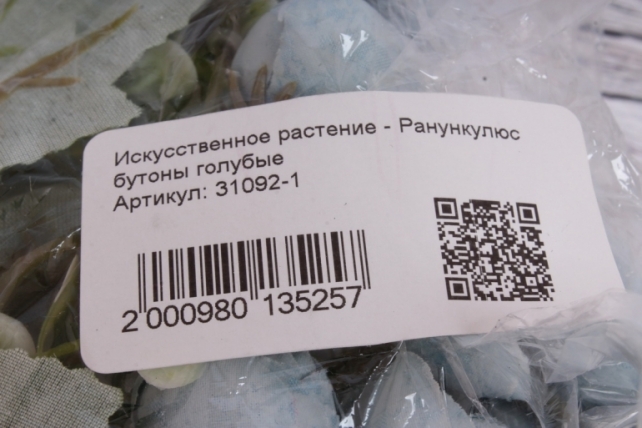 Искусственное растение - Ранункулюс
бутоны голубые
Артикул: 31092-1
2 000980 135257